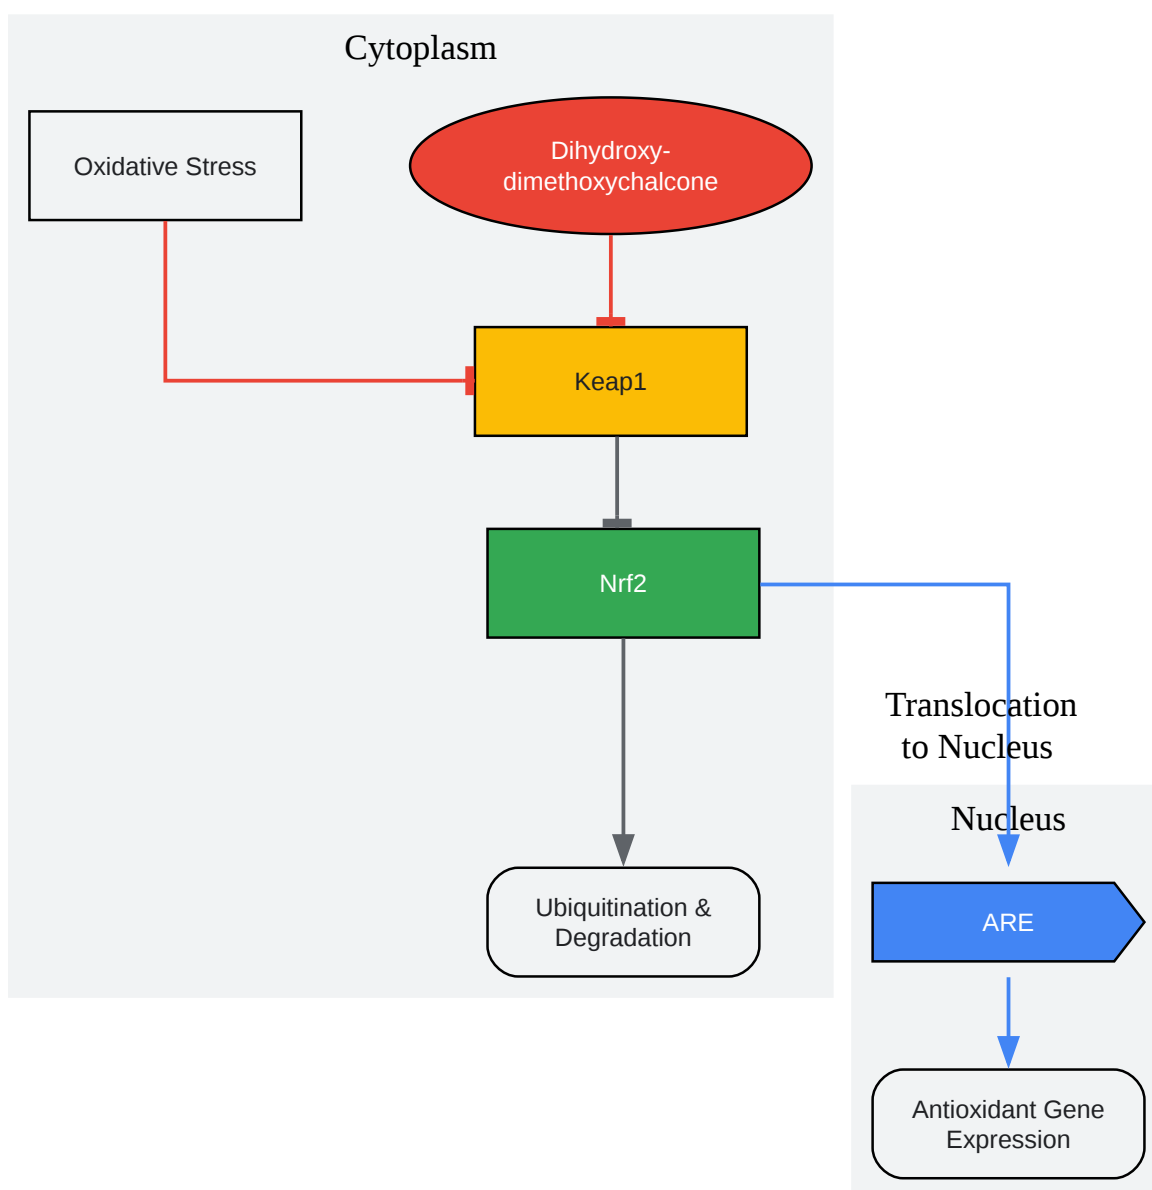 Cytoplasm
Oxidative Stress
Dihydroxy-
dimethoxychalcone
Keap1
Nrf2
Translocation
to Nucleus
Nucleus
Ubiquitination &
Degradation
ARE
Antioxidant Gene
Expression